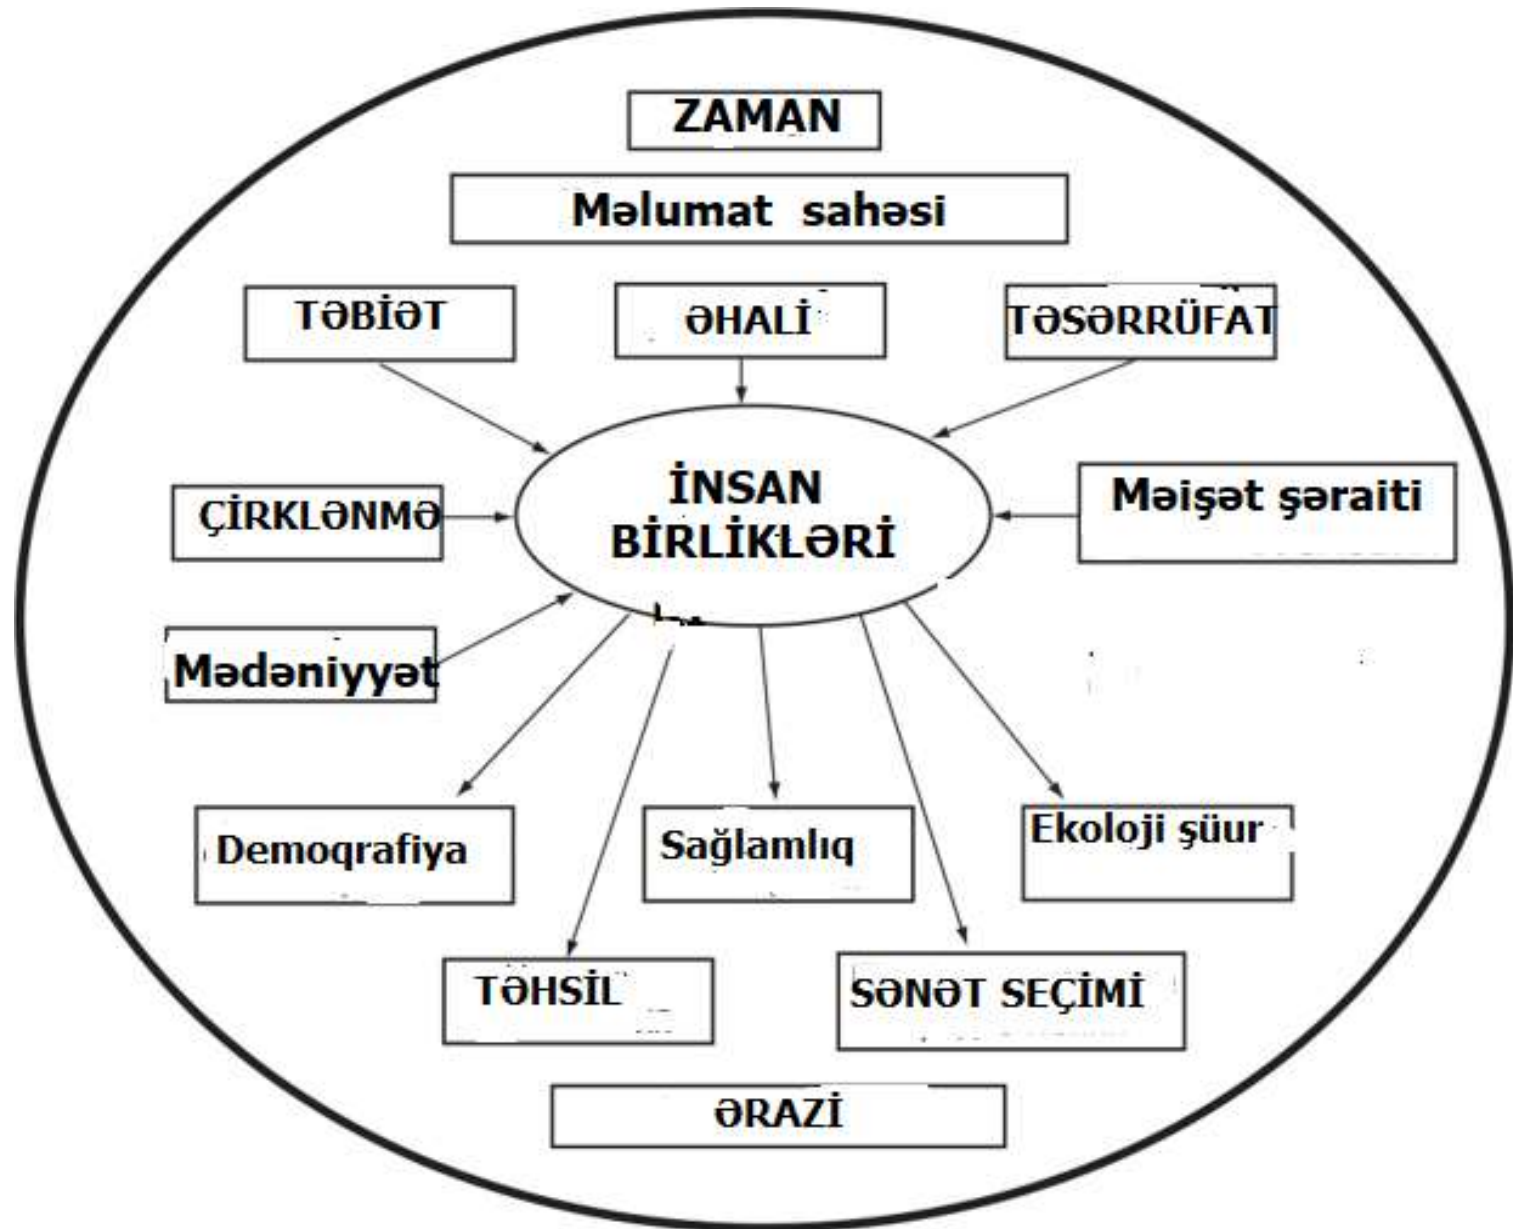 ZAMAN
Məlumat sahəsi
TƏBİƏT
ƏHALİ
TƏSƏRRÜFAT
İNSAN
BİRLİKLƏRİ
ÇİRKLƏNMƏ
Məişət şəraiti
Mədəniyyət
Demoqrafiya
Sağlamlıq
Ekoloji şüur
TƏHSİL
SƏNƏT SEÇİMİ
ƏRAZİ